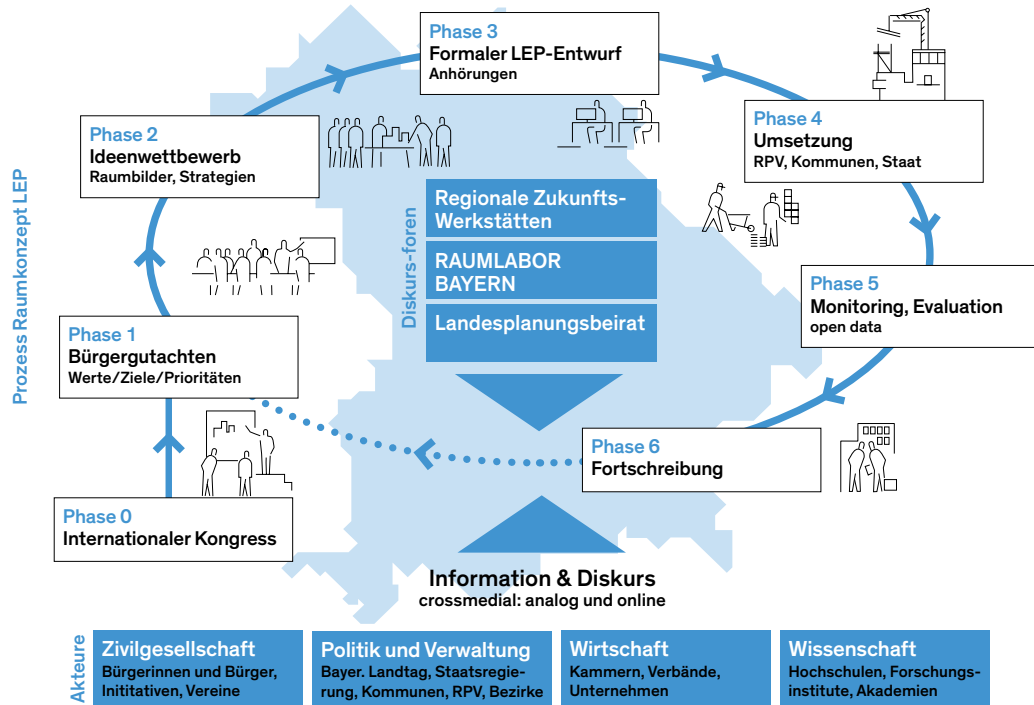 Prozess Raumkonzept LEP
Phase 3
Formaler LEP-Entwurf
Anhörungen
Phase 2
Ideenwettbewerb
Raumbilder, Strategien
Phase 4
Umsetzung
RPV, Kommunen, Staat
Diskurs-foren
Regionale Zukunfts-
Werkstätten
RAUMLABOR
BAYERN
Landesplanungsbeirat
Phase 5
Monitoring, Evaluation
open data
Phase 1
Bürgergutachten
Werte/Ziele/Prioritäten
Phase 6
Fortschreibung
Phase 0
Internationaler Kongress
Information & Diskurs
crossmedial: analog und online
Akteure
Zivilgesellschaft
Bürgerinnen und Bürger,
Inititativen, Vereine
Politik und Verwaltung
Bayer. Landtag, Staatsregie-
rung, Kommunen, RPV, Bezirke
Wirtschaft
Kammern, Verbände,
Unternehmen
Wissenschaft
Hochschulen, Forschungs-
institute, Akademien